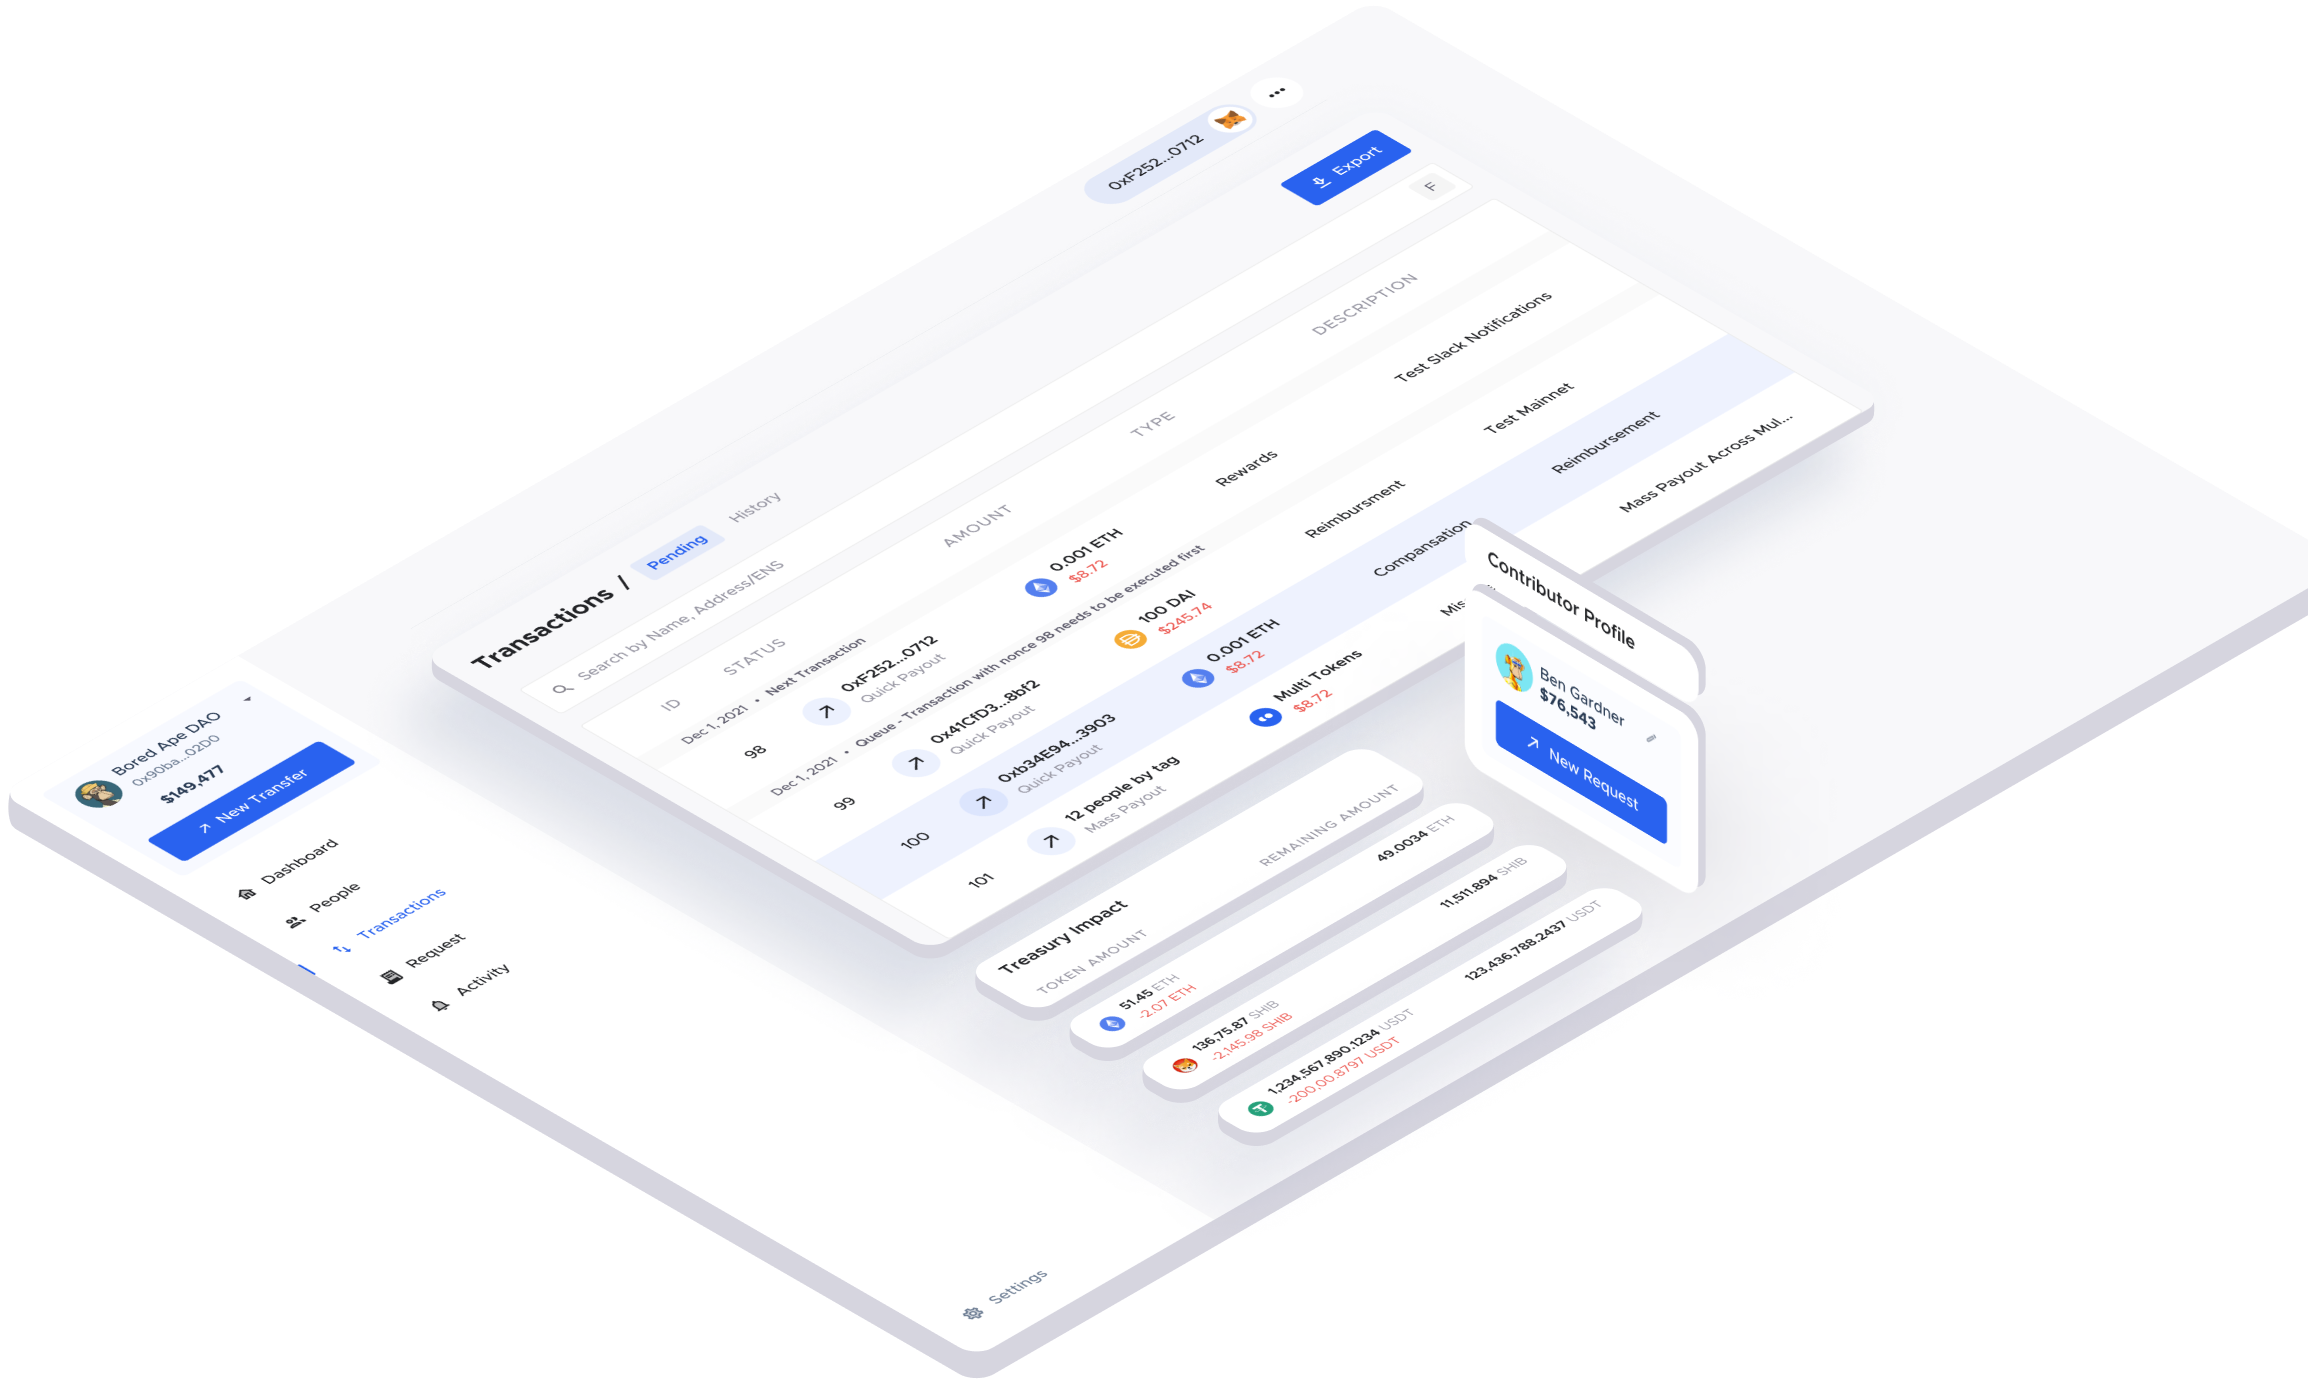 0xF252...0712
Export
Transactions / Pending History
Search by Name, Address/ENS
F
ID STATUS AMOUNT TYPE DESCRIPTION
Dec 1, 2021 • Next Transaction
98 0xF252...0712 0.001 ETH Rewards Test Slack Notifications
Quick Payout $8.72
Dec 1, 2021 • Queue - Transaction with nonce 98 needs to be executed first
99 0x41CfD3...8bf2 100 DAI Reimbursment Test Mainnet
Quick Payout $245.74
100 0xb34E94...3903 0.001 ETH Compansation Reimbursement
Quick Payout $8.72
101 12 people by tag Multi Tokens Mis Mass Payout Across Mul...
Mass Payout $8.72
Bored Ape DAO
0x90ba...02D0
$149,477
New Transfer
Dashboard
People
Transactions
Request
Activity
Settings
Contributor Profile
Ben Gardner
$76,543
New Request
Treasury Impact
TOKEN AMOUNT REMAINING AMOUNT
51.45 ETH 49.0034 ETH
-2.07 ETH
136,75.87 SHIB 11,511.894 SHIB
-2,145.98 SHIB
1,234,567,890.1234 USDT 123,436,788.2437 USDT
-200,00.8797 USDT